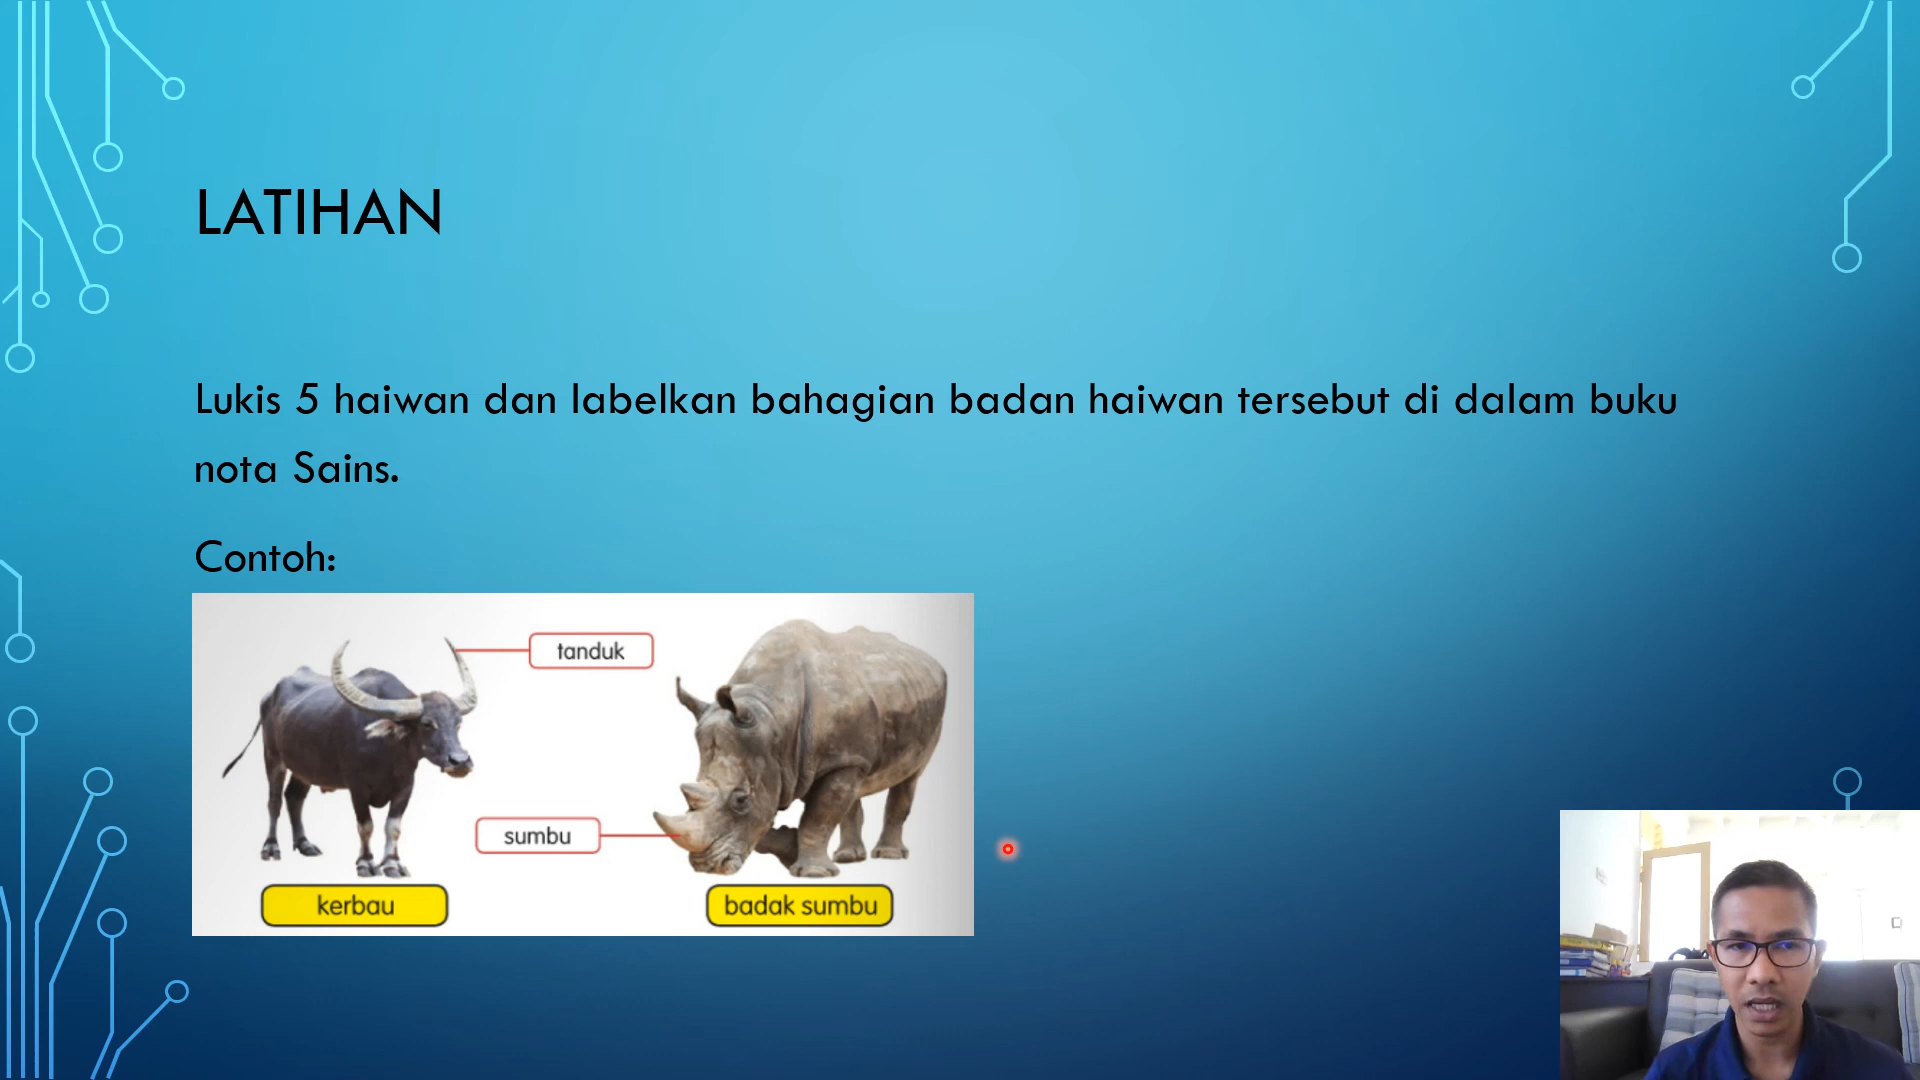 LATIHAN
Lukis 5 haiwan dan labelkan bahagian badan haiwan tersebut di dalam buku
nota Sains.
Contoh:
tanduk
sumbu
kerbau
badak sumbu